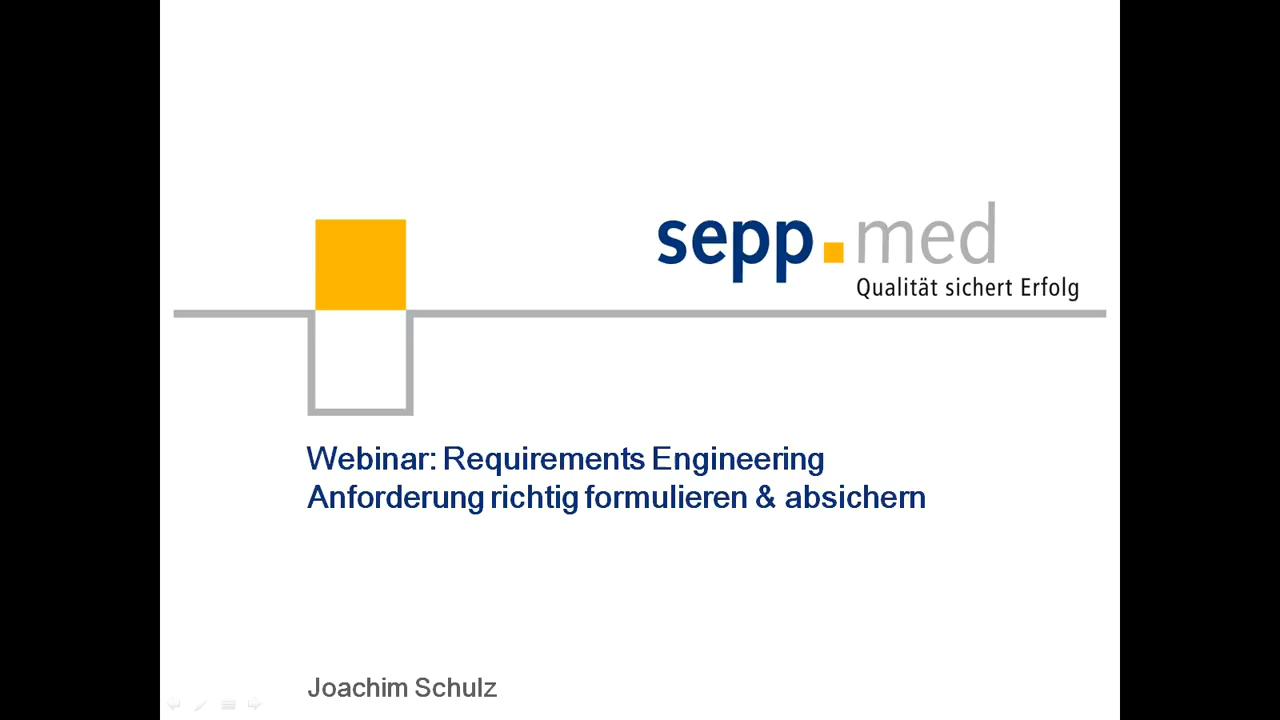 sepp.med
Qualität sichert Erfolg
Webinar: Requirements Engineering
Anforderung richtig formulieren & absichern
Joachim Schulz